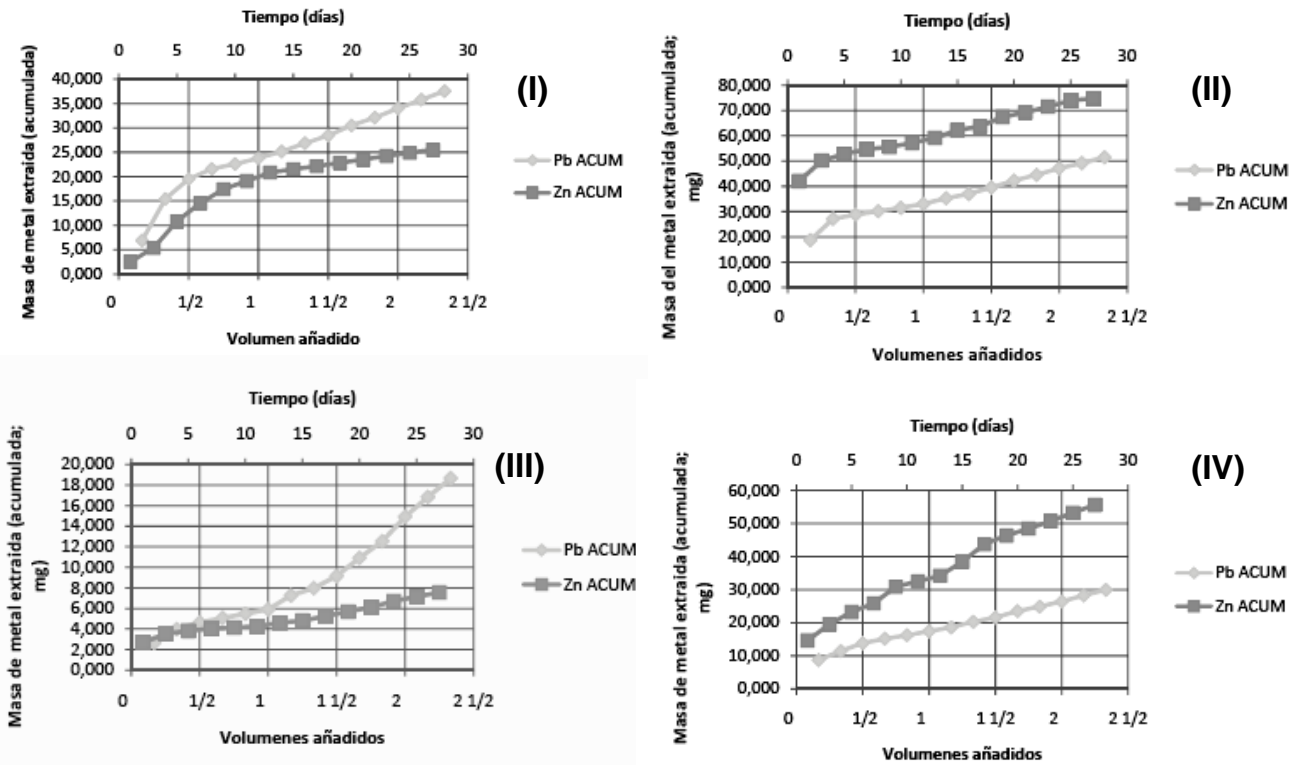 Tiempo (días)
0 5 10 15 20 25 30
Masa de metal extraida (acumulada)
40,000
35,000
30,000
25,000
20,000
15,000
10,000
5,000
0,000
0 1/2 1 1 1/2 2 2 1/2
Volumen añadido
Pb ACUM
Zn ACUM
(I)
Tiempo (días)
0 5 10 15 20 25 30
Masa del metal extraida (acumulada;
mg)
80,000
70,000
60,000
50,000
40,000
30,000
20,000
10,000
0,000
0 1/2 1 1 1/2 2 2 1/2
Volumenes añadidos
Pb ACUM
Zn ACUM
(II)
Tiempo (días)
0 5 10 15 20 25 30
Masa de metal extraida (acumulada;
mg)
20,000
18,000
16,000
14,000
12,000
10,000
8,000
6,000
4,000
2,000
0,000
0 1/2 1 1 1/2 2 2 1/2
Volumenes añadidos
Pb ACUM
Zn ACUM
(III)
Tiempo (días)
0 5 10 15 20 25 30
Masa de metal extraida (acumulada;
mg)
60,000
50,000
40,000
30,000
20,000
10,000
0,000
0 1/2 1 1 1/2 2 2 1/2
Volumenes añadidos
Pb ACUM
Zn ACUM
(IV)